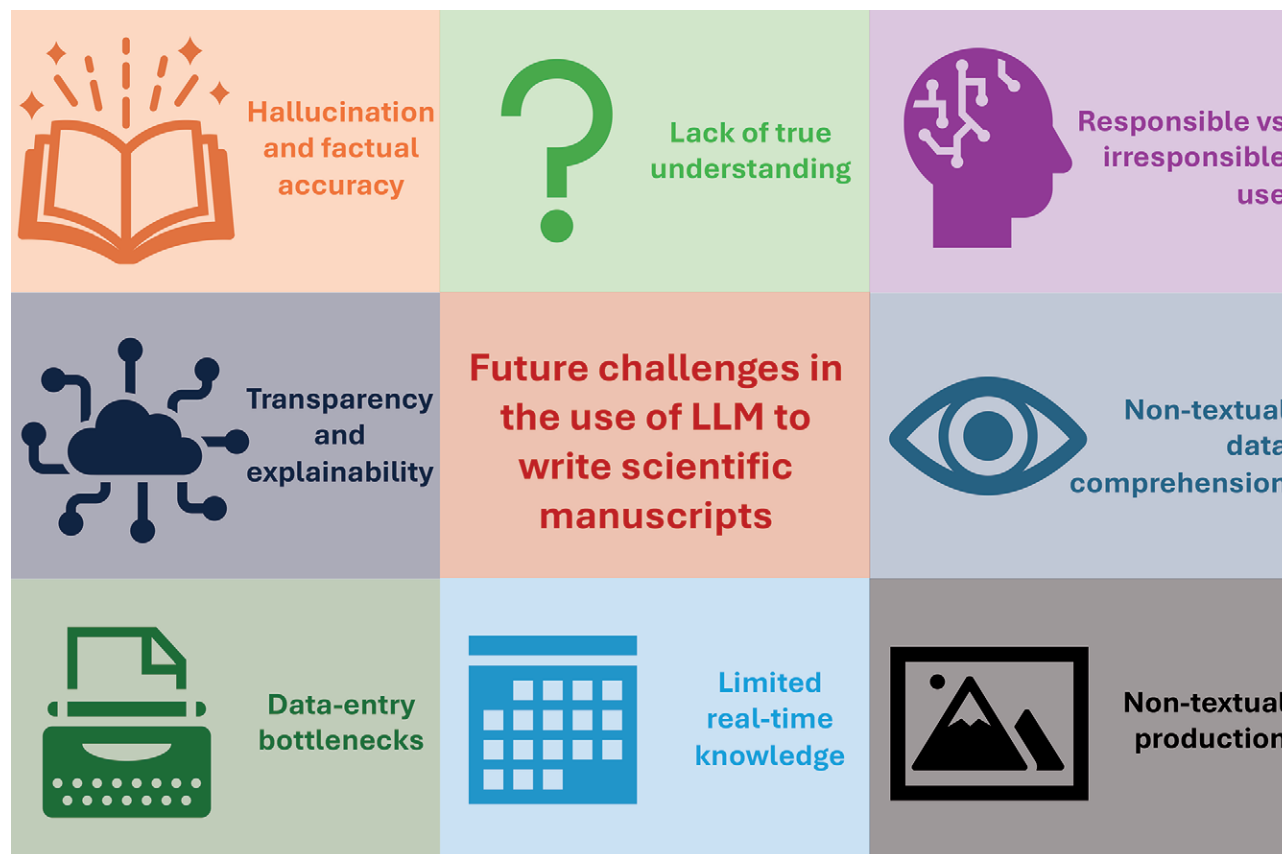 Hallucination
and factual
accuracy
Lack of true
understanding
Responsible vs
irresponsible
use
Transparency
and
explainability
Future challenges in
the use of LLM to
write scientific
manuscripts
Non-textual
data
comprehension
Data-entry
bottlenecks
Limited
real-time
knowledge
Non-textual
production